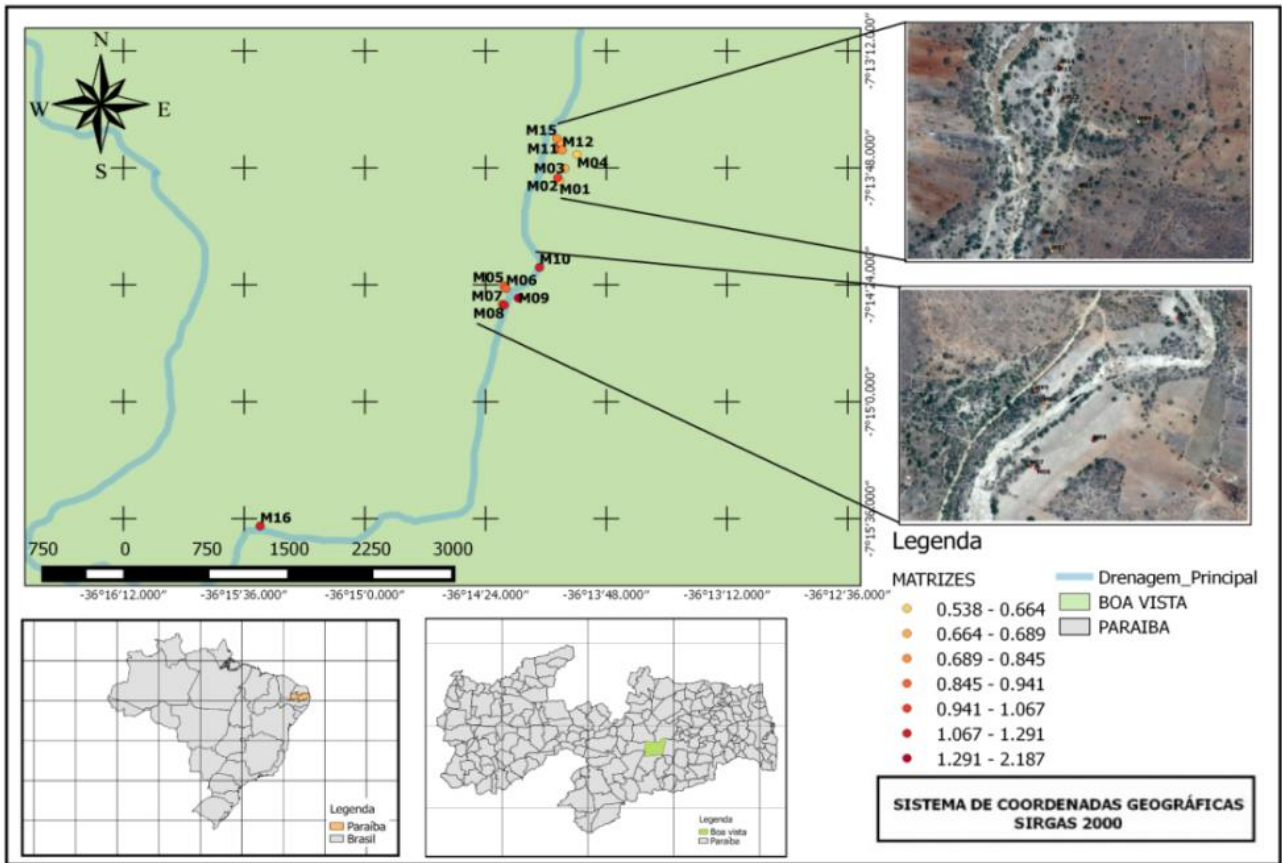 N
W
E
S
M15
M12
M11
M04
M03
M02
M01
M10
M05
M06
M07
M09
M08
M16
-7°13'12.000"
-7°13'48.000"
-7°14'24.000"
-7°15'0.000"
-7°15'36.000"
750 0 750 1500 2250 3000
-36°16'12.000" -36°15'36.000" -36°15'0.000" -36°14'24.000" -36°13'48.000" -36°13'12.000" -36°12'36.000"
Legenda
MATRIZES
0.538 - 0.664
0.664 - 0.689
0.689 - 0.845
0.845 - 0.941
0.941 - 1.067
1.067 - 1.291
1.291 - 2.187
Drenagem_Principal
BOA VISTA
PARAIBA
Legenda
Paraíba
Brasil
Legenda
Boa vista
Paraíba
SISTEMA DE COORDENADAS GEOGRÁFICAS
SIRGAS 2000